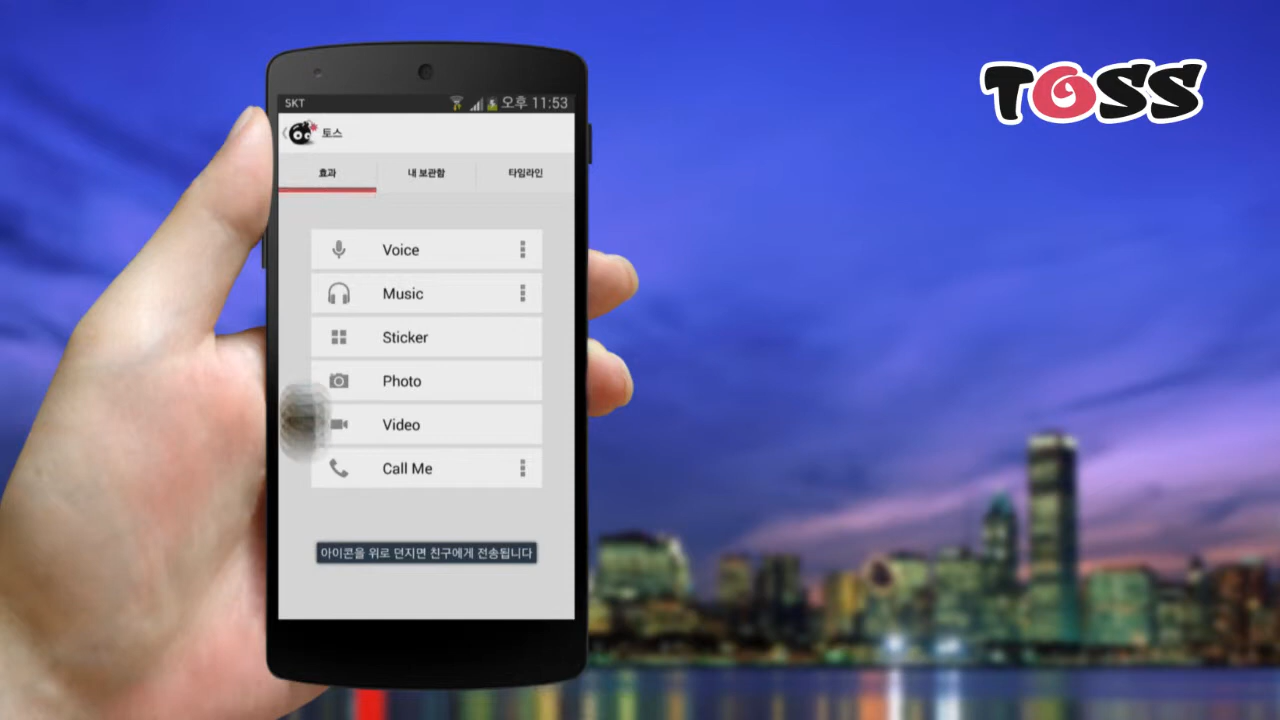 TOSS
SKT 오후 11:53
토스
효과 내 보관함 타임라인
Voice
Music
Sticker
Photo
Video
Call Me
아이콘을 위로 던지면 친구에게 전송됩니다